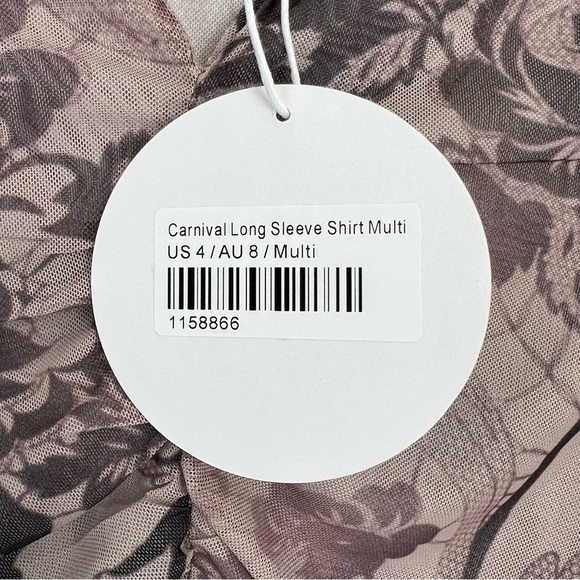 Carnival Long Sleeve Shirt Multi
US 4 / AU 8 / Multi
1158866